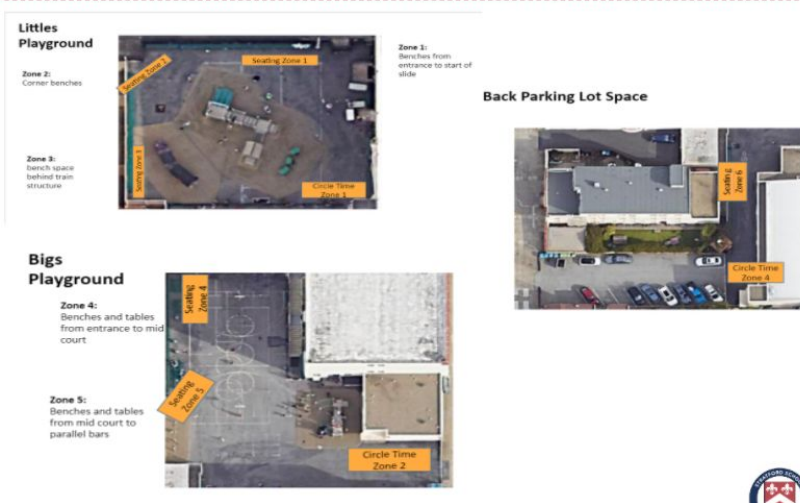 Littles
Playground
Zone 2:
Corner benches
Zone 3:
bench space
behind train
structure
Seating Zone 2
Seating Zone 1
Seating Zone 3
Circle Time
Zone 1
Zone 1:
Benches from
entrance to start of
slide
Back Parking Lot Space
Seating
Zone 6
Circle Time
Zone 4
Bigs
Playground
Zone 4:
Benches and tables
from entrance to mid
court
Zone 5:
Benches and tables
from mid court to
parallel bars
Seating
Zone 4
Seating
Zone 5
Circle Time
Zone 2
STRATFORD SCHO